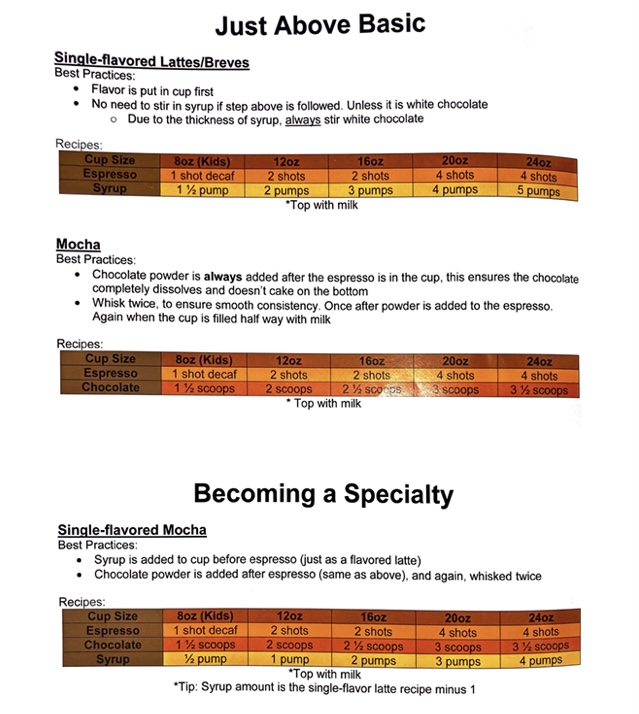 Just Above Basic
Single-flavored Lattes/Breves
Best Practices:
• Flavor is put in cup first
• No need to stir in syrup if step above is followed. Unless it is white chocolate
o Due to the thickness of syrup, always stir white chocolate
Recipes:
Cup Size 8oz (Kids) 12oz 16oz 20oz 24oz
Espresso 1 shot decaf 2 shots 2 shots 4 shots 4 shots
Syrup 1 ½ pump 2 pumps 3 pumps 4 pumps 5 pumps
*Top with milk
Mocha
Best Practices:
• Chocolate powder is always added after the espresso is in the cup, this ensures the chocolate
completely dissolves and doesn't cake on the bottom
• Whisk twice, to ensure smooth consistency. Once after powder is added to the espresso.
Again when the cup is filled half way with milk
Recipes:
Cup Size 8oz (Kids) 12oz 16oz 20oz 24oz
Espresso 1 shot decaf 2 shots 2 shots 4 shots 4 shots
Chocolate 1 ½ scoops 2 scoops 2 ½ scoops 3 scoops 3 ½ scoops
* Top with milk
Becoming a Specialty
Single-flavored Mocha
Best Practices:
• Syrup is added to cup before espresso (just as a flavored latte)
• Chocolate powder is added after espresso (same as above), and again, whisked twice
Recipes:
Cup Size 8oz (Kids) 12oz 16oz 20oz 24oz
Espresso 1 shot decaf 2 shots 2 shots 4 shots 4 shots
Chocolate 1 ½ scoops 2 scoops 2 ½ scoops 3 scoops 3 ½ scoops
Syrup ½ pump 1 pump 2 pumps 3 pumps 4 pumps
*Top with milk
*Tip: Syrup amount is the single-flavor latte recipe minus 1